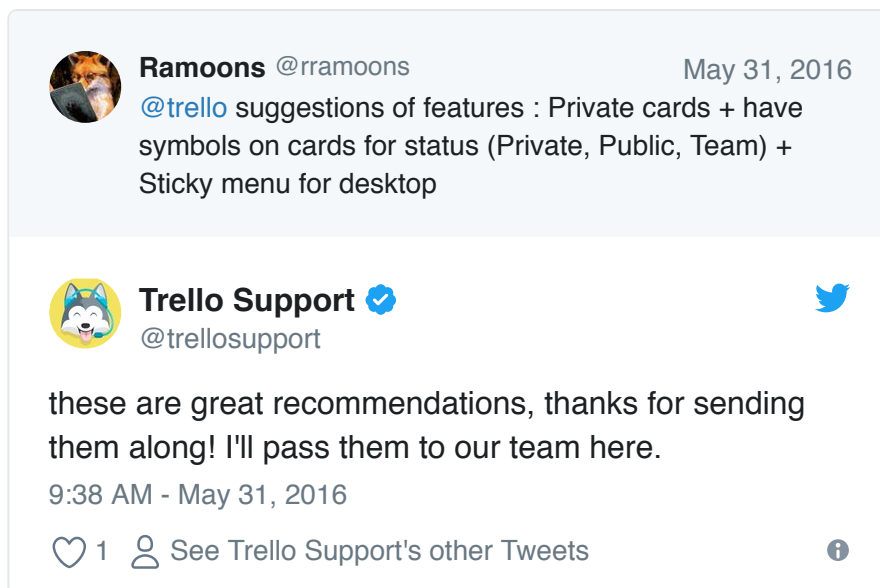 Ramoons @rramoons May 31, 2016
@trello suggestions of features : Private cards + have
symbols on cards for status (Private, Public, Team) +
Sticky menu for desktop
Trello Support
@trellosupport
these are great recommendations, thanks for sending
them along! I'll pass them to our team here.
9:38 AM - May 31, 2016
1 See Trello Support's other Tweets